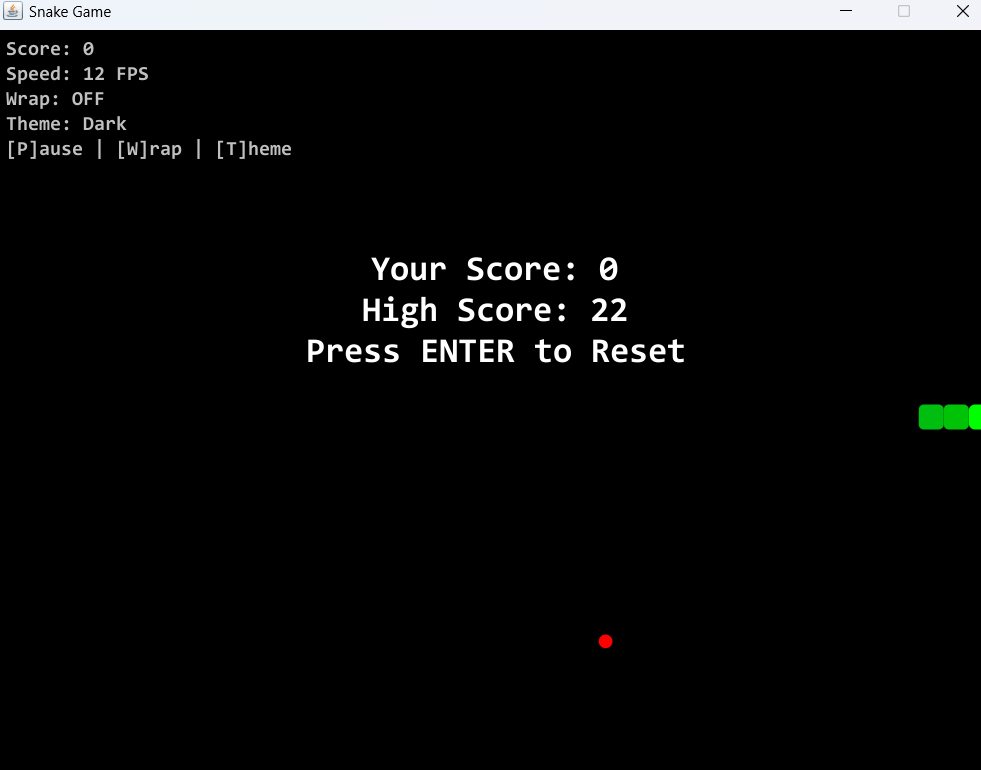 Snake Game
Score: 0
Speed: 12 FPS
Wrap: OFF
Theme: Dark
[P]ause | [W]rap | [T]heme
Your Score: 0
High Score: 22
Press ENTER to Reset